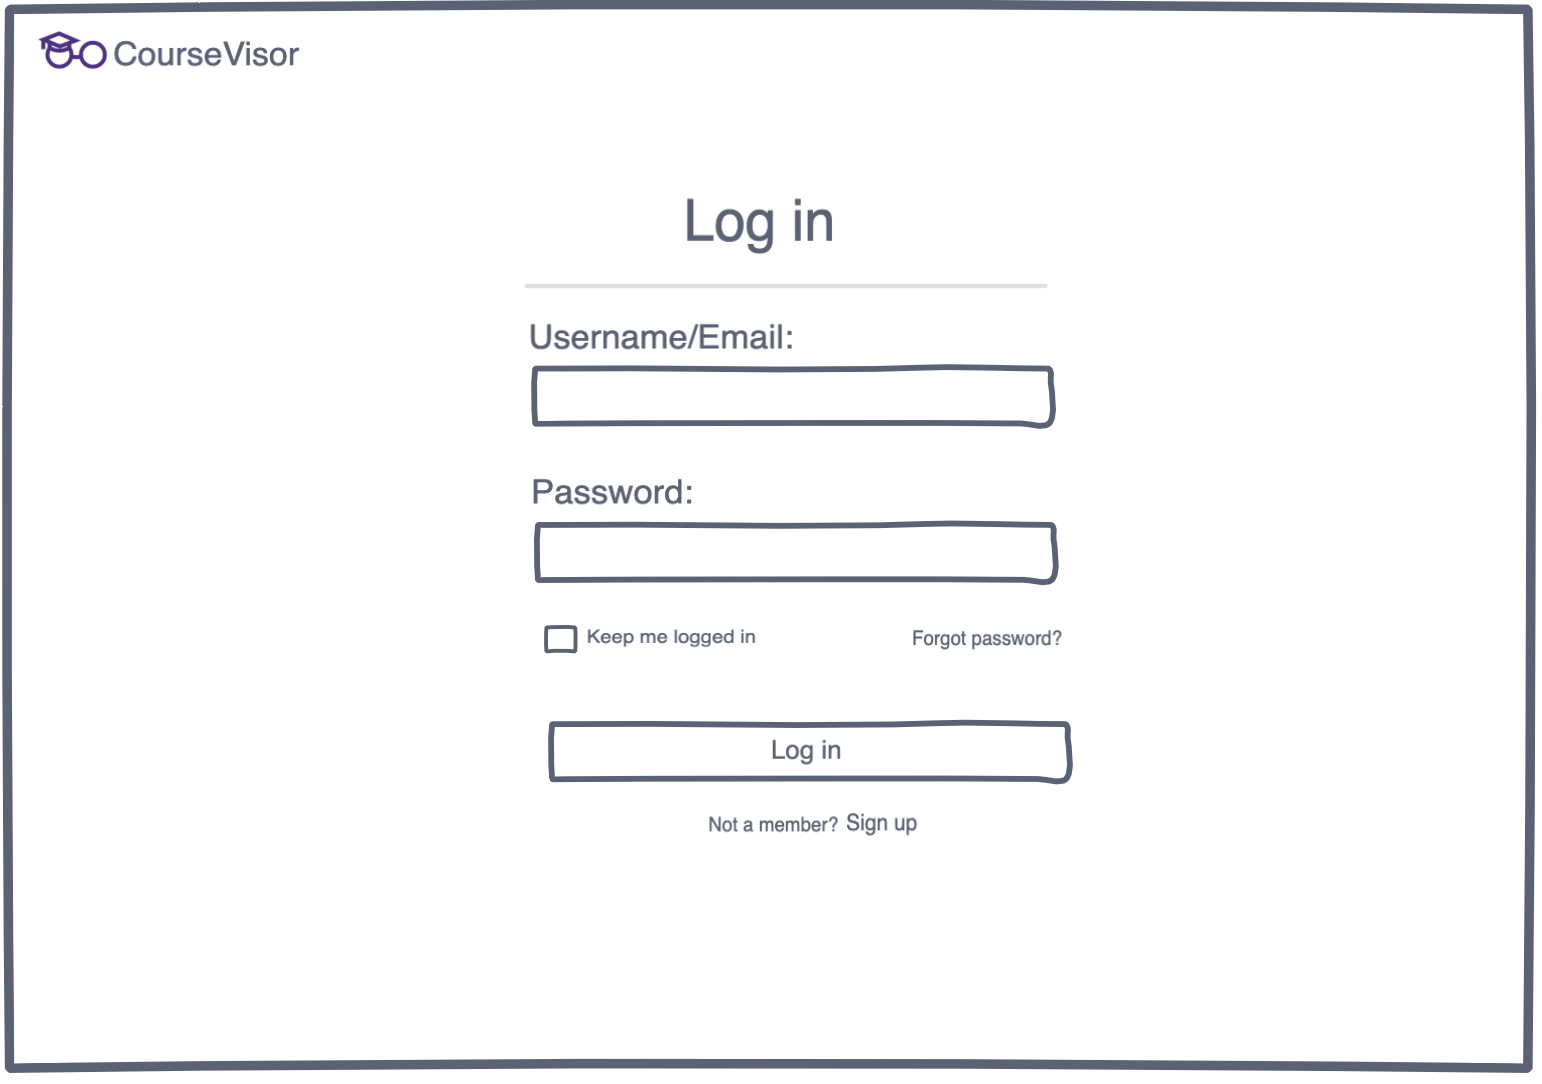 CourseVisor
Log in
Username/Email:
Password:
Keep me logged in
Forgot password?
Log in
Not a member? Sign up